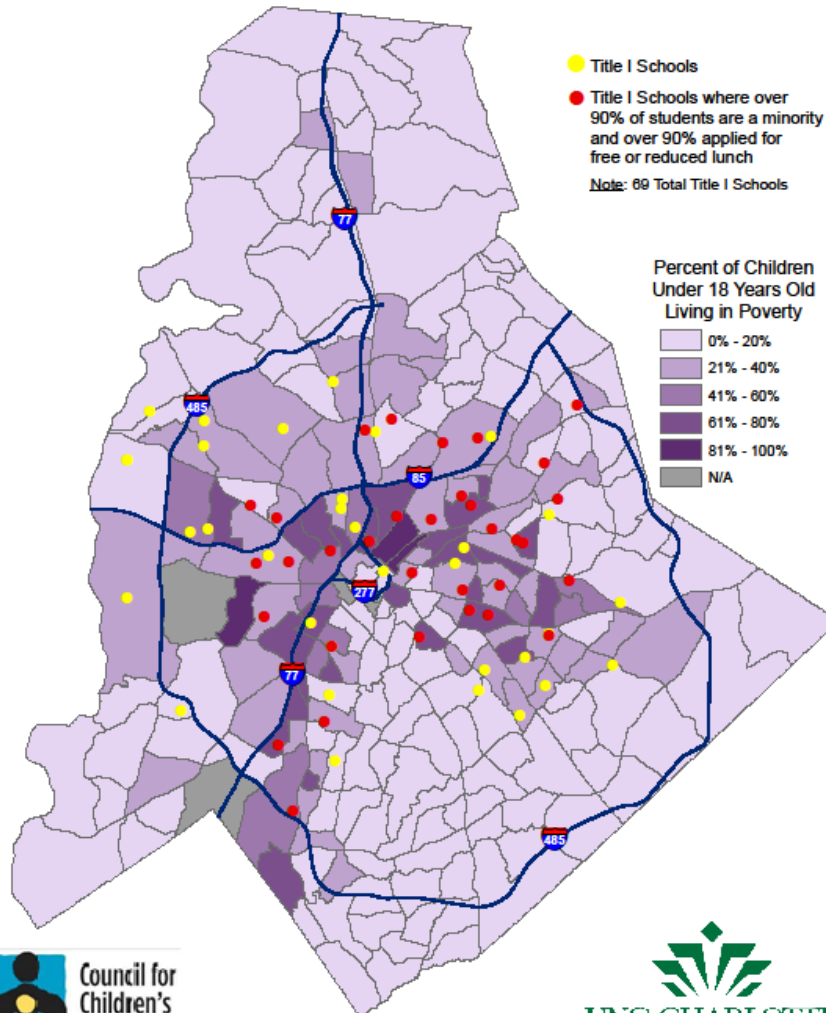 Title I Schools
Title I Schools where over
90% of students are a minority
and over 90% applied for
free or reduced lunch
Note: 69 Total Title I Schools
77
Percent of Children
Under 18 Years Old
Living in Poverty
0% - 20%
21% - 40%
41% - 60%
61% - 80%
81% - 100%
N/A
485
85
277
77
485
Council for
Children's
UNC CHARLOTTE